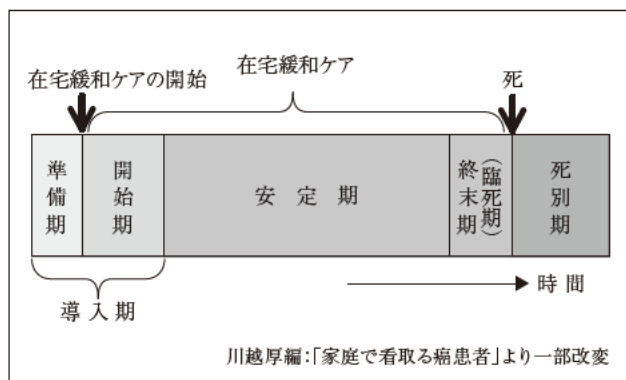 在宅緩和ケア
在宅緩和ケアの開始
死
準備期
開始期
安定期
終末期
(臨死期)
死別期
時間
導入期
川越厚編:「家庭で看取る癌患者」より一部改変